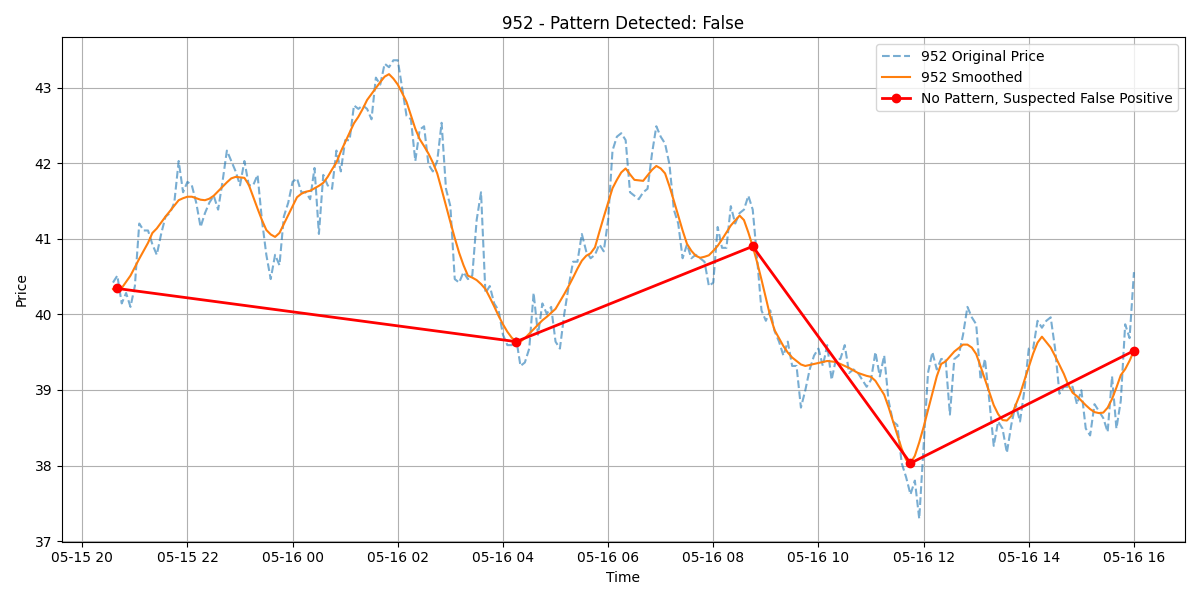 952 - Pattern Detected: False
952 Original Price
952 Smoothed
No Pattern, Suspected False Positive
Price
43
42
41
40
39
38
37
05-15 20 05-15 22 05-16 00 05-16 02 05-16 04 05-16 06 05-16 08 05-16 10 05-16 12 05-16 14 05-16 16
Time